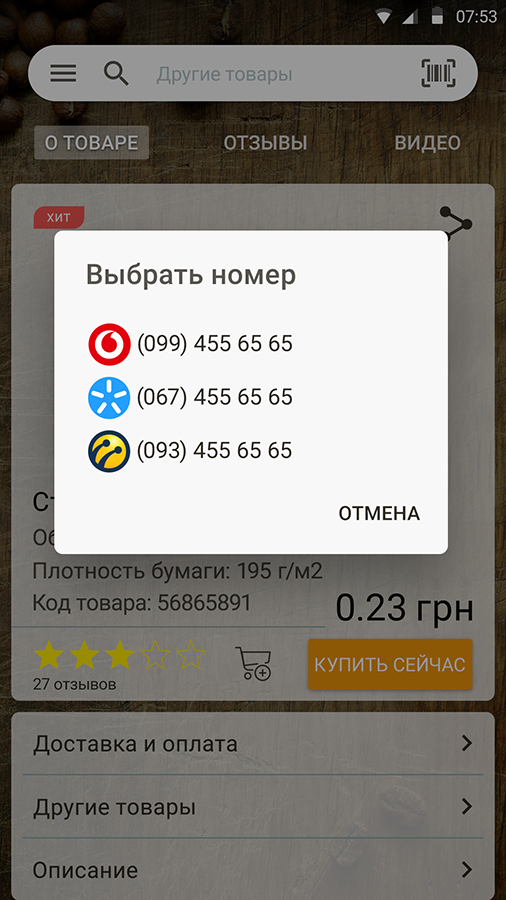 07:53
Другие товары
О ТОВАРЕ
ОТЗЫВЫ
ВИДЕО
ХИТ
Выбрать номер
(099) 455 65 65
(067) 455 65 65
(093) 455 65 65
ОТМЕНА
Плотность бумаги: 195 г/м2
Код товара: 56865891
0.23 грн
27 отзывов
КУПИТЬ СЕЙЧАС
Доставка и оплата
Другие товары
Описание